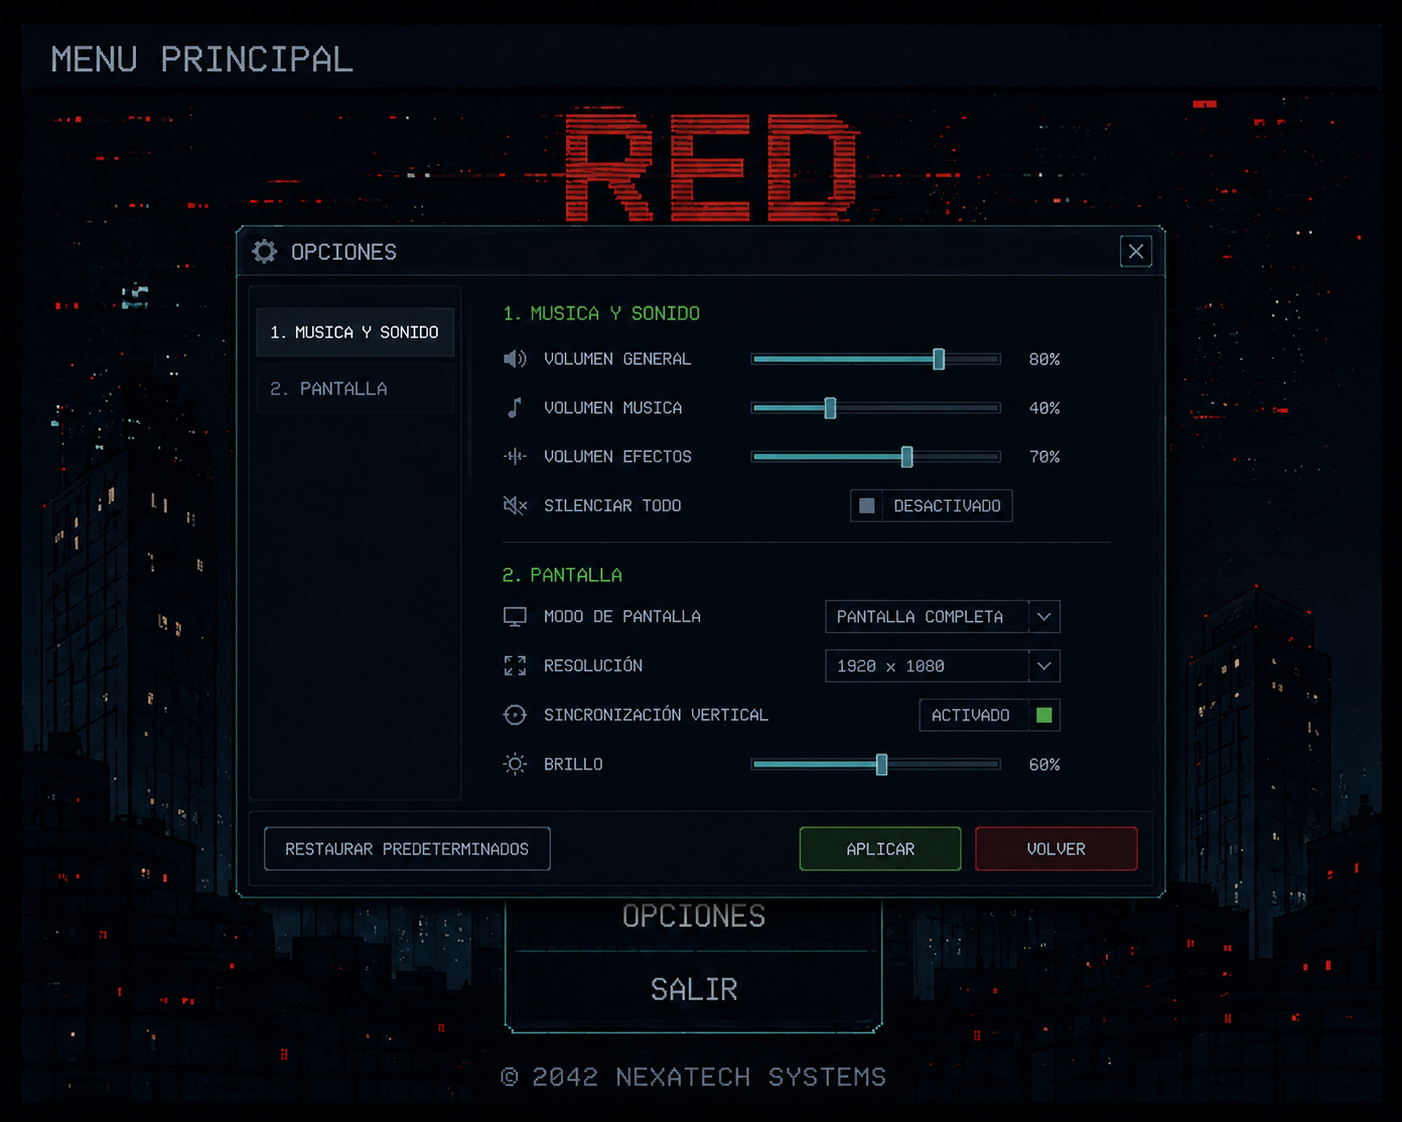 MENU PRINCIPAL
RED
OPCIONES
1. MUSICA Y SONIDO
2. PANTALLA
1. MUSICA Y SONIDO
VOLUMEN GENERAL 80%
VOLUMEN MUSICA 40%
VOLUMEN EFECTOS 70%
SILENCIAR TODO DESACTIVADO
2. PANTALLA
MODO DE PANTALLA PANTALLA COMPLETA
RESOLUCIÓN 1920 x 1080
SINCRONIZACIÓN VERTICAL ACTIVADO
BRILLO 60%
RESTAURAR PREDETERMINADOS APLICAR VOLVER
OPCIONES
SALIR
© 2042 NEXATECH SYSTEMS